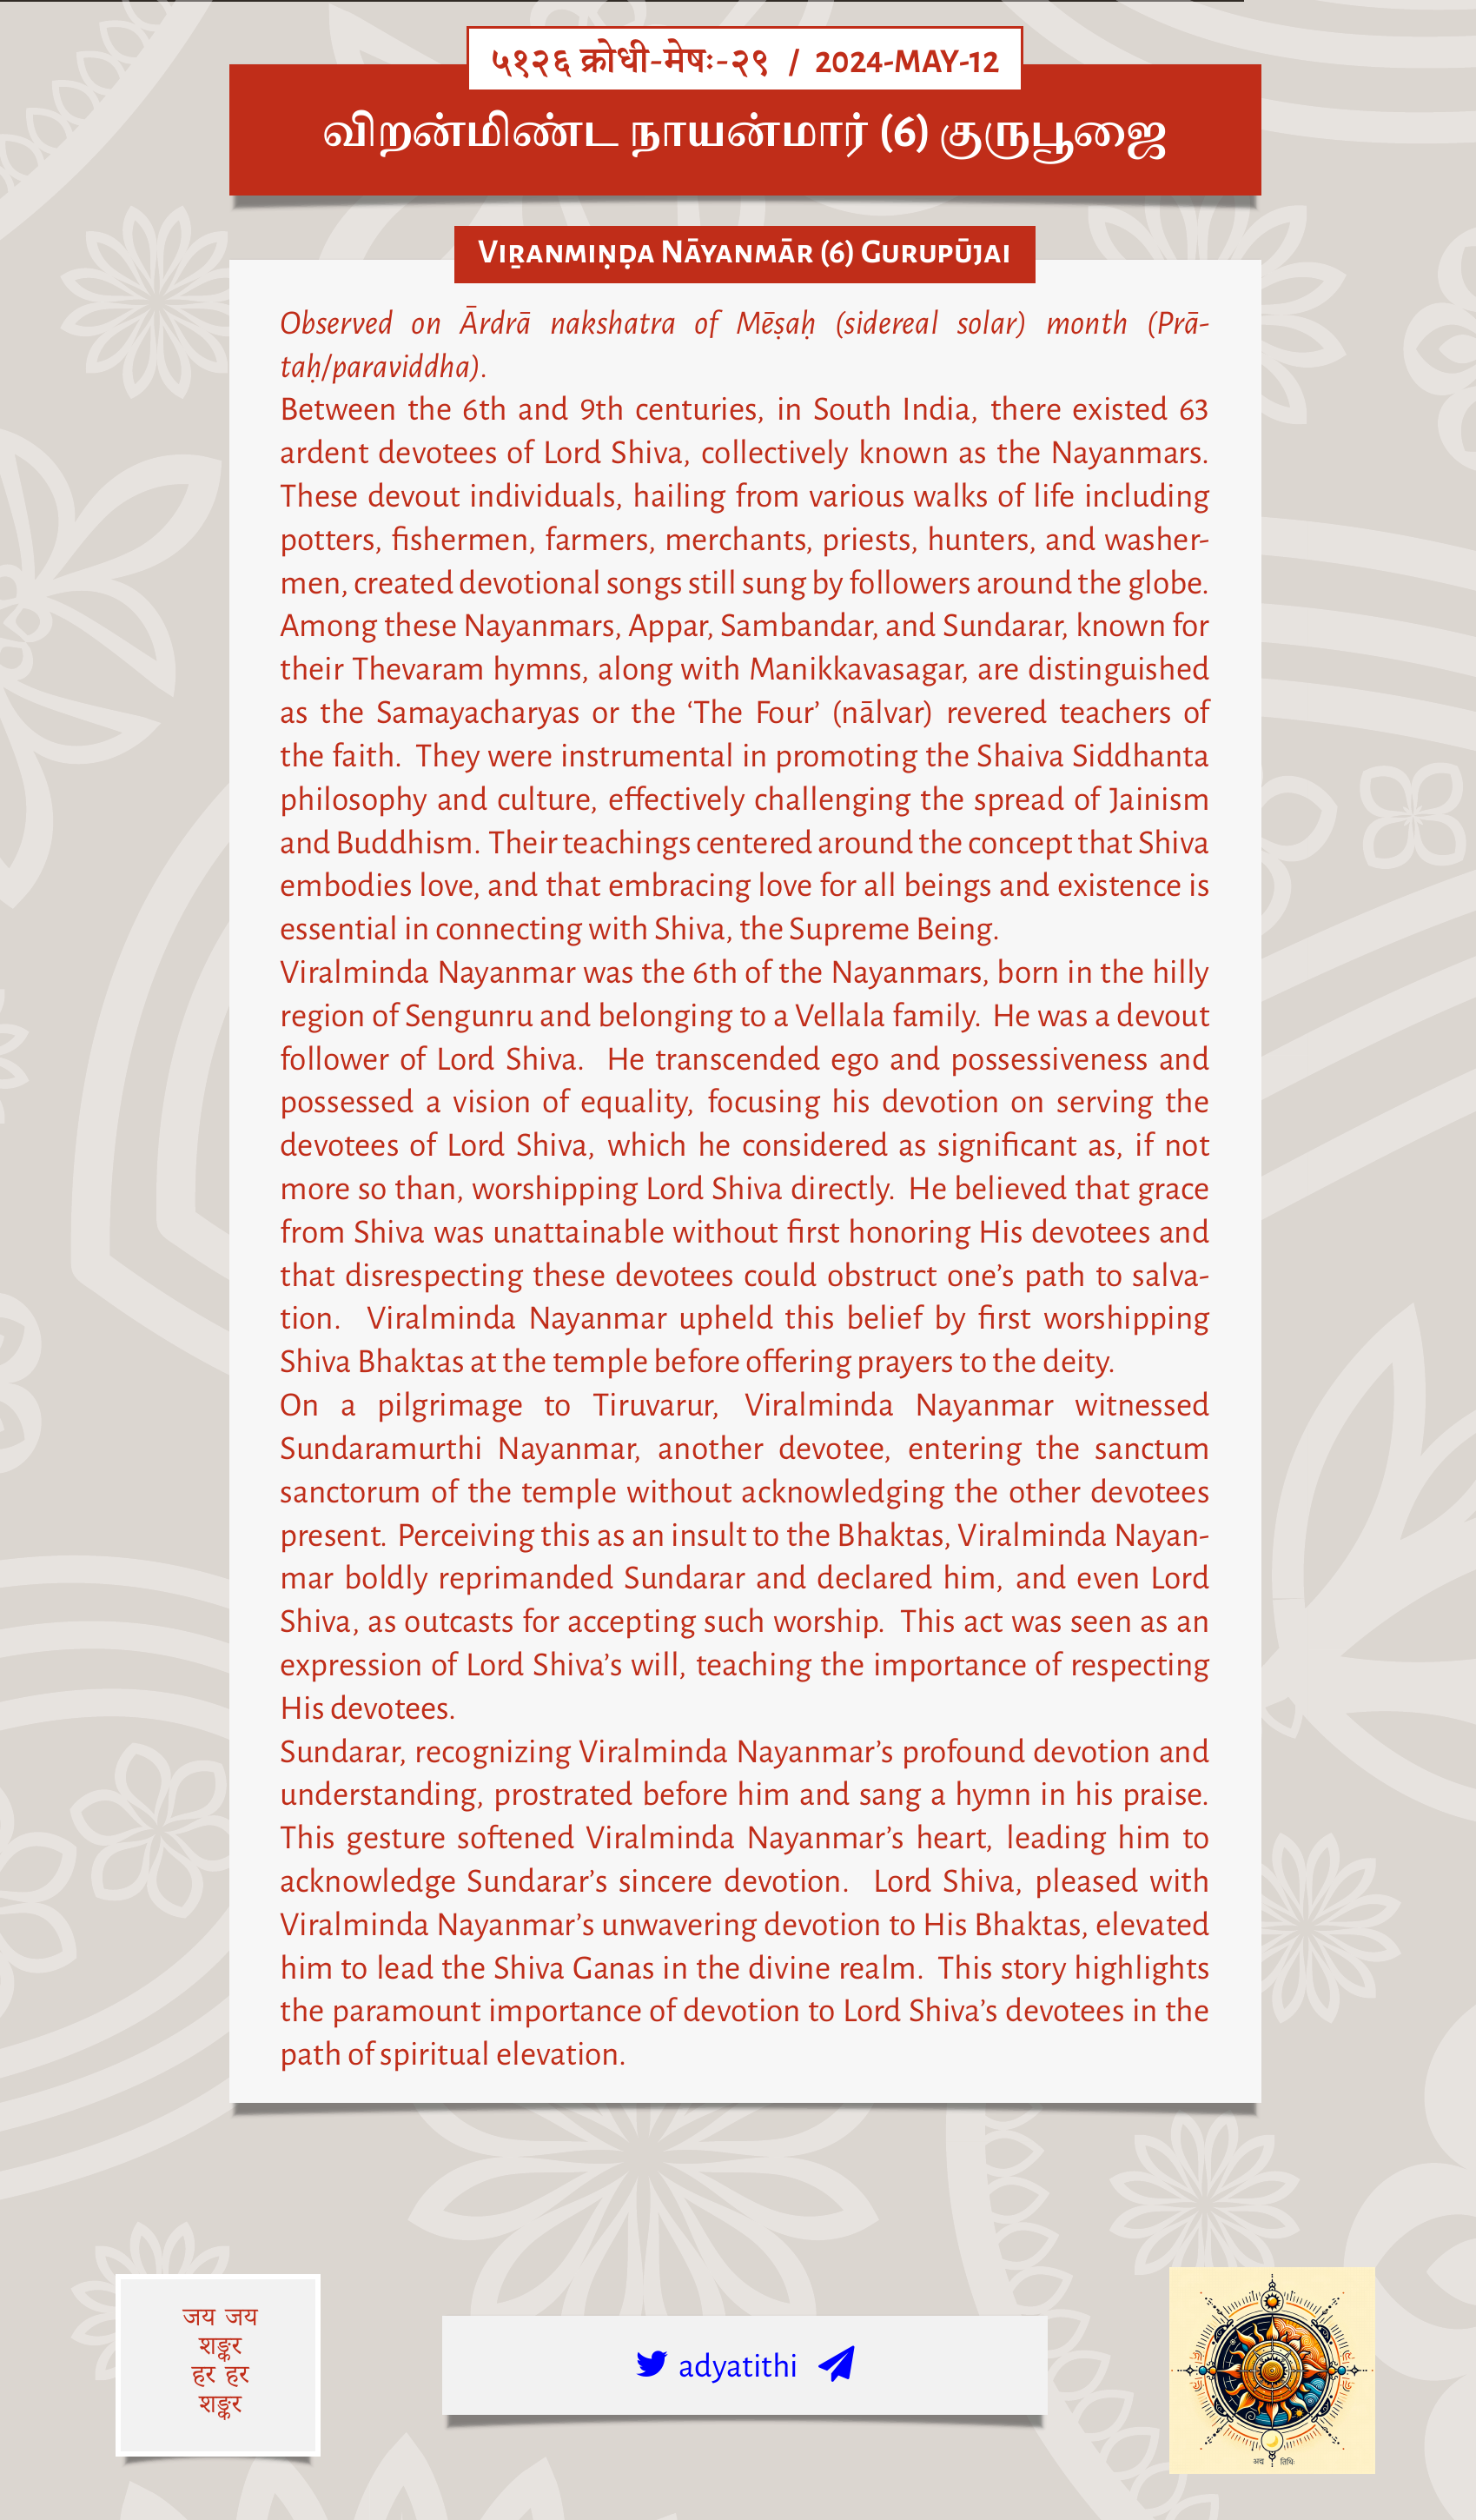 ५१२६ क्रोधी-मेषः-२९ / 2024-MAY-12
விறன்மிண்ட நாயன்மார் (6) குருபூஜை
Viṟanmiṇḍa Nāyanmār (6) Gurupūjai
Observed on Ārdrā nakshatra of Mēṣaḥ (sidereal solar) month (Prā-
taḥ/paraviddha).
Between the 6th and 9th centuries, in South India, there existed 63
ardent devotees of Lord Shiva, collectively known as the Nayanmars.
These devout individuals, hailing from various walks of life including
potters, fishermen, farmers, merchants, priests, hunters, and washer-
men, created devotional songs still sung by followers around the globe.
Among these Nayanmars, Appar, Sambandar, and Sundarar, known for
their Thevaram hymns, along with Manikkavasagar, are distinguished
as the Samayacharyas or the ‘The Four’ (nālvar) revered teachers of
the faith. They were instrumental in promoting the Shaiva Siddhanta
philosophy and culture, effectively challenging the spread of Jainism
and Buddhism. Their teachings centered around the concept that Shiva
embodies love, and that embracing love for all beings and existence is
essential in connecting with Shiva, the Supreme Being.
Viralminda Nayanmar was the 6th of the Nayanmars, born in the hilly
region of Sengunru and belonging to a Vellala family. He was a devout
follower of Lord Shiva. He transcended ego and possessiveness and
possessed a vision of equality, focusing his devotion on serving the
devotees of Lord Shiva, which he considered as significant as, if not
more so than, worshipping Lord Shiva directly. He believed that grace
from Shiva was unattainable without first honoring His devotees and
that disrespecting these devotees could obstruct one’s path to salva-
tion. Viralminda Nayanmar upheld this belief by first worshipping
Shiva Bhaktas at the temple before offering prayers to the deity.
On a pilgrimage to Tiruvarur, Viralminda Nayanmar witnessed
Sundaramurthi Nayanmar, another devotee, entering the sanctum
sanctorum of the temple without acknowledging the other devotees
present. Perceiving this as an insult to the Bhaktas, Viralminda Nayan-
mar boldly reprimanded Sundarar and declared him, and even Lord
Shiva, as outcasts for accepting such worship. This act was seen as an
expression of Lord Shiva’s will, teaching the importance of respecting
His devotees.
Sundarar, recognizing Viralminda Nayanmar’s profound devotion and
understanding, prostrated before him and sang a hymn in his praise.
This gesture softened Viralminda Nayanmar’s heart, leading him to
acknowledge Sundarar’s sincere devotion. Lord Shiva, pleased with
Viralminda Nayanmar’s unwavering devotion to His Bhaktas, elevated
him to lead the Shiva Ganas in the divine realm. This story highlights
the paramount importance of devotion to Lord Shiva’s devotees in the
path of spiritual elevation.
जय जय
शङ्कर
हर हर
शङ्कर
adyatithi
अद्य तिथिः